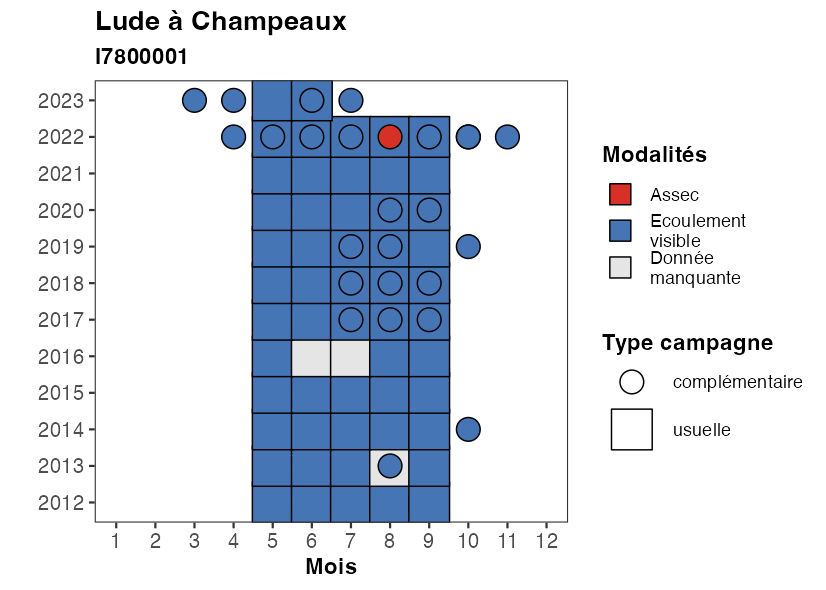 Lude à Champeaux
I7800001
2023
2022
2021
2020
2019
2018
2017
2016
2015
2014
2013
2012
1 2 3 4 5 6 7 8 9 10 11 12
Mois
Modalités
Assec
Ecoulement
visible
Donnée
manquante
Type campagne
complémentaire
usuelle